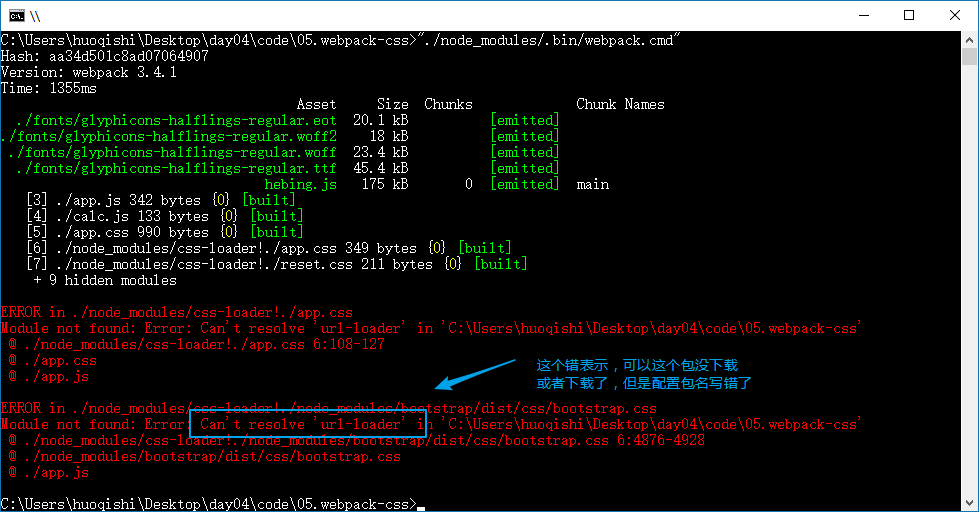 \\
C:\Users\huoqishi\Desktop\day04\code\05.webpack-css>"./node_modules/.bin/webpack.cmd"
Hash: aa34d501c8ad07064907
Version: webpack 3.4.1
Time: 1355ms
Asset Size Chunks Chunk Names
./fonts/glyphicons-halflings-regular.eot 20.1 kB [emitted]
./fonts/glyphicons-halflings-regular.woff2 18 kB [emitted]
./fonts/glyphicons-halflings-regular.woff 23.4 kB [emitted]
./fonts/glyphicons-halflings-regular.ttf 45.4 kB [emitted]
hebing.js 175 kB 0 [emitted] main
[3] ./app.js 342 bytes {0} [built]
[4] ./calc.js 133 bytes {0} [built]
[5] ./app.css 990 bytes {0} [built]
[6] ./node_modules/css-loader!./app.css 349 bytes {0} [built]
[7] ./node_modules/css-loader!./reset.css 211 bytes {0} [built]
+ 9 hidden modules
ERROR in ./node_modules/css-loader!./app.css
Module not found: Error: Can't resolve 'url-loader' in 'C:\Users\huoqishi\Desktop\day04\code\05.webpack-css'
@ ./node_modules/css-loader!./app.css 6:108-127
@ ./app.css
@ ./app.js
这个错表示，可以这个包没下载
或者下载了，但是配置包名写错了
ERROR in ./node_modules/css-loader!./node_modules/bootstrap/dist/css/bootstrap.css
Module not found: Error: Can't resolve 'url-loader' in 'C:\Users\huoqishi\Desktop\day04\code\05.webpack-css'
@ ./node_modules/css-loader!./node_modules/bootstrap/dist/css/bootstrap.css 6:4876-4928
@ ./node_modules/bootstrap/dist/css/bootstrap.css
@ ./app.js
C:\Users\huoqishi\Desktop\day04\code\05.webpack-css>